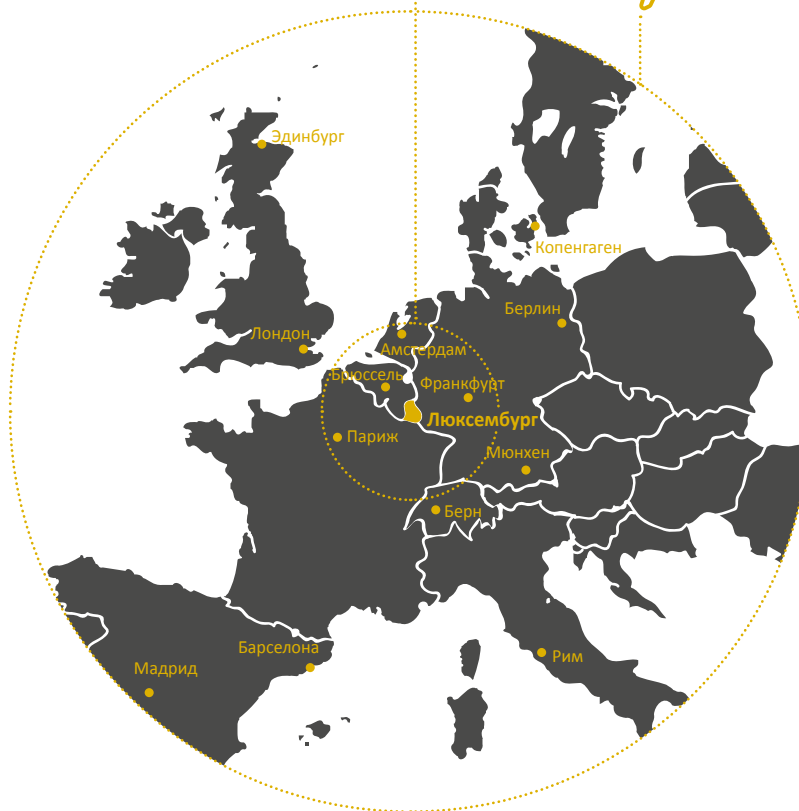 Эдинбург
Копенгаген
Берлин
Лондон
Амстердам
Брюссель
Франкфурт
Люксембург
Париж
Мюнхен
Берн
Барселона
Рим
Мадрид